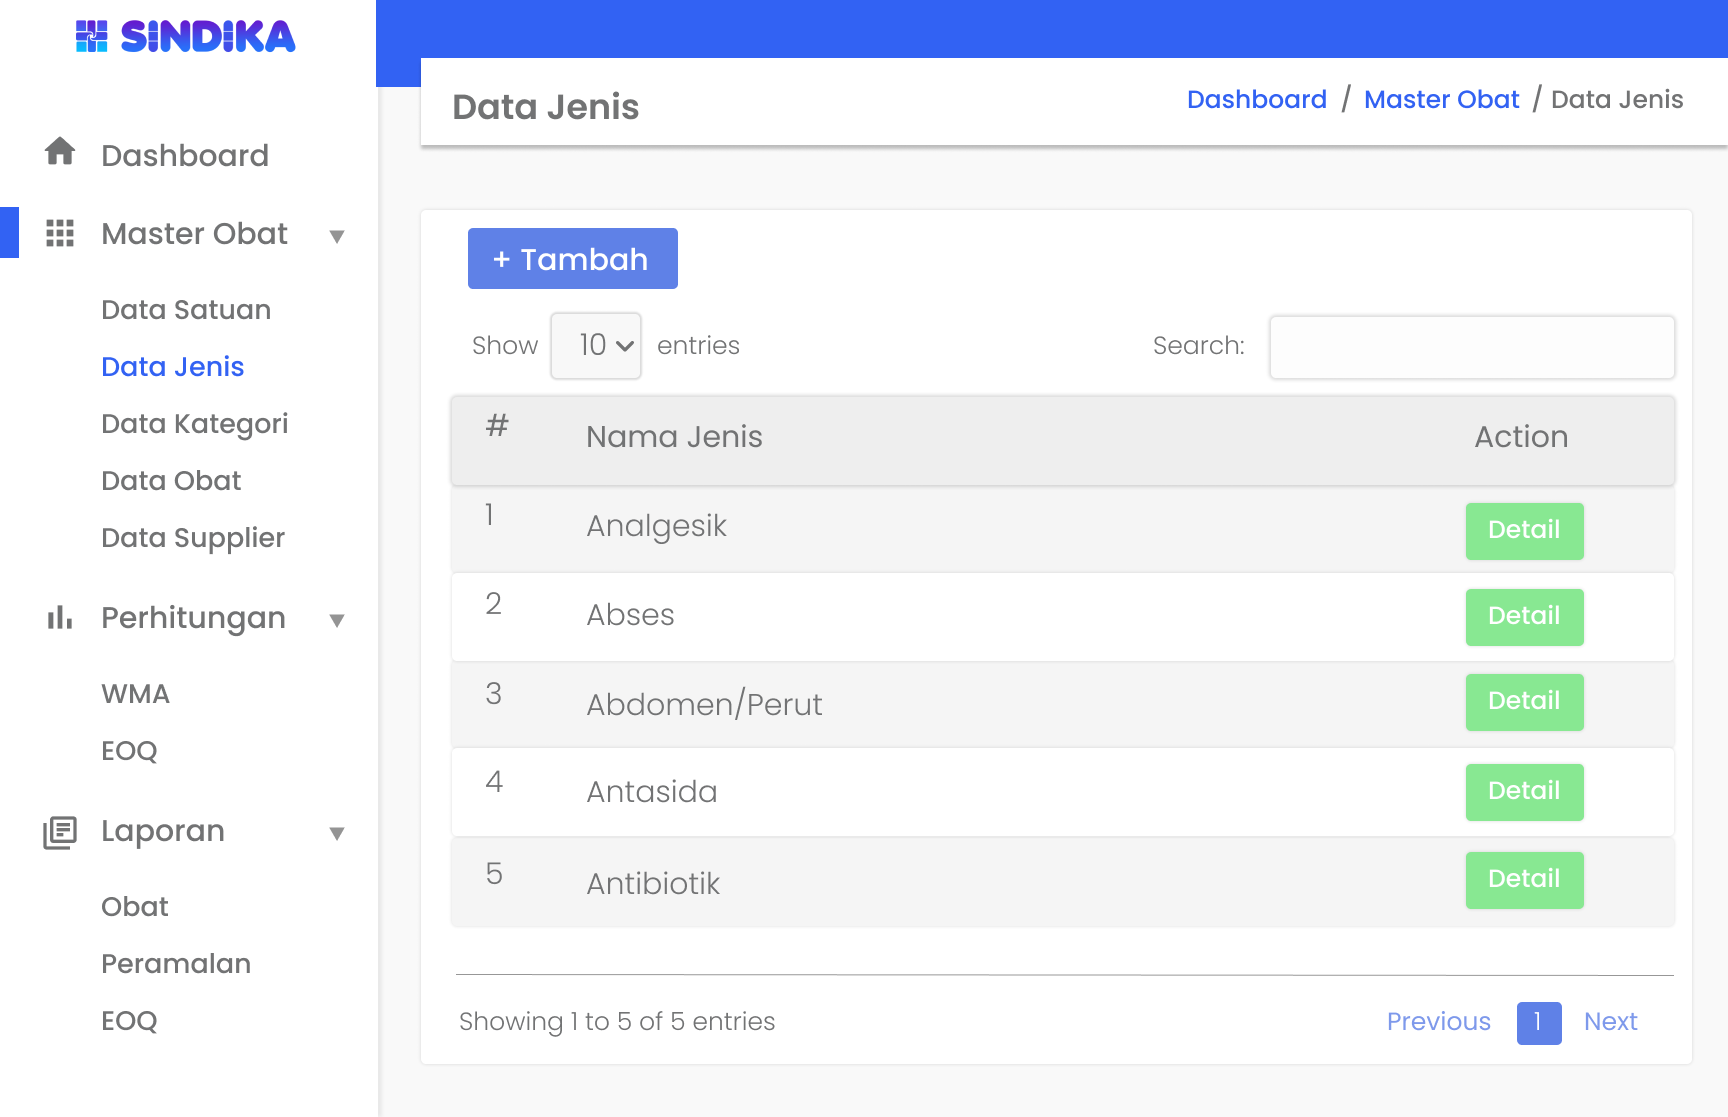 SINDIKA
Dashboard
Master Obat ▼
Data Satuan
Data Jenis
Data Kategori
Data Obat
Data Supplier
Perhitungan ▼
WMA
EOQ
Laporan ▼
Obat
Peramalan
EOQ
Data Jenis
Dashboard / Master Obat / Data Jenis
+ Tambah
Show 10 entries
Search:
# Nama Jenis Action
1 Analgesik Detail
2 Abses Detail
3 Abdomen/Perut Detail
4 Antasida Detail
5 Antibiotik Detail
Showing 1 to 5 of 5 entries
Previous 1 Next